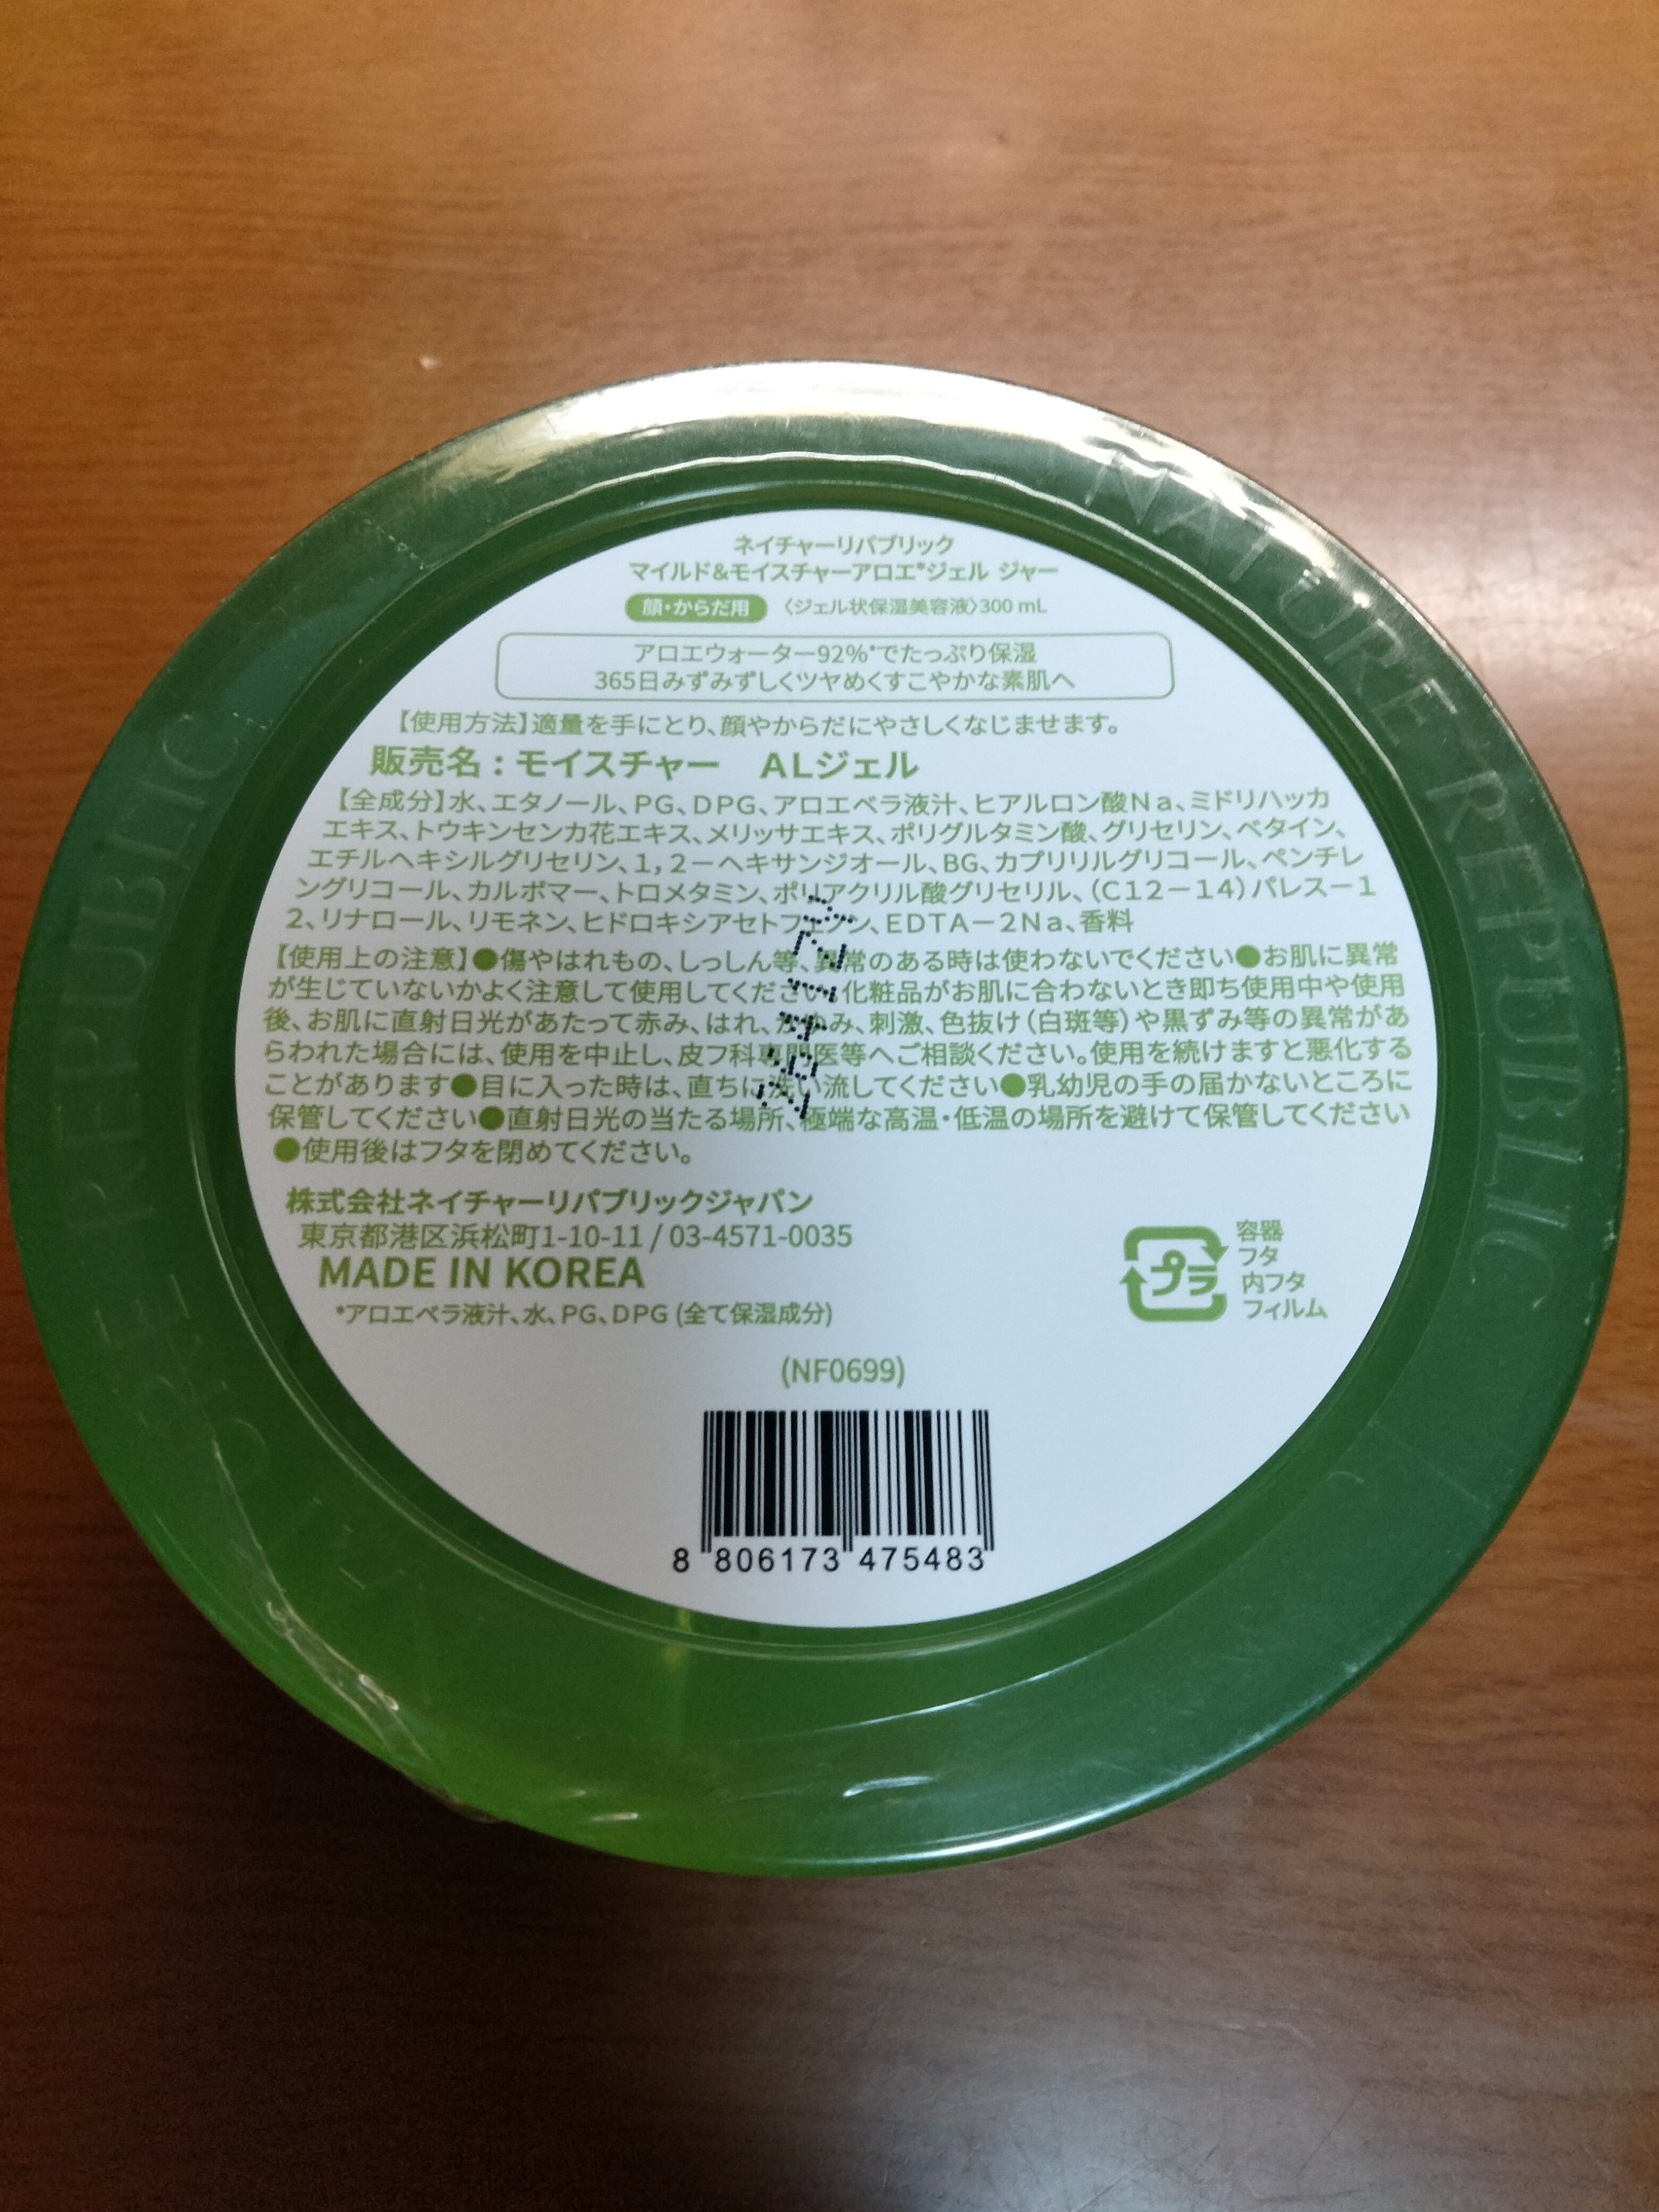 ネイチャーリパブリック
マイルド&モイスチャーアロエ*ジェル ジャー
顔・からだ用 〈ジェル状保湿美容液〉300 mL
アロエウォーター92%*でたっぷり保湿
365日みずみずしくツヤめくすこやかな素肌へ
【使用方法】適量を手にとり、顔やからだにやさしくなじませます。
販売名：モイスチャー　ALジェル
【全成分】水、エタノール、PG、DPG、アロエベラ液汁、ヒアルロン酸Na、ミドリハッカ
エキス、トウキンセンカ花エキス、メリッサエキス、ポリグルタミン酸、グリセリン、ベタイン、
エチルヘキシルグリセリン、1，2－ヘキサンジオール、BG、カプリリルグリコール、ペンチレ
ングリコール、カルボマー、トロメタミン、ポリアクリル酸グリセリル、（C12－14）パレス－1
2、リナロール、リモネン、ヒドロキシアセトフェノン、EDTA－2Na、香料
【使用上の注意】●傷やはれもの、しっしん等、異常のある時は使わないでください●お肌に異常
が生じていないかよく注意して使用してください。化粧品がお肌に合わないとき即ち使用中や使用
後、お肌に直射日光があたって赤み、はれ、かゆみ、刺激、色抜け（白斑等）や黒ずみ等の異常があ
らわれた場合には、使用を中止し、皮フ科専門医等へご相談ください。使用を続けますと悪化する
ことがあります●目に入った時は、直ちに洗い流してください●乳幼児の手の届かないところに
保管してください●直射日光の当たる場所、極端な高温・低温の場所を避けて保管してください
●使用後はフタを閉めてください。
株式会社ネイチャーリパブリックジャパン
東京都港区浜松町1-10-11 / 03-4571-0035
MADE IN KOREA
*アロエベラ液汁、水、PG、DPG (全て保湿成分)
プラ
容器
フタ
内フタ
フィルム
(NF0699)
8 806173 475483
NATURE REPUBLIC
REPUBLIC